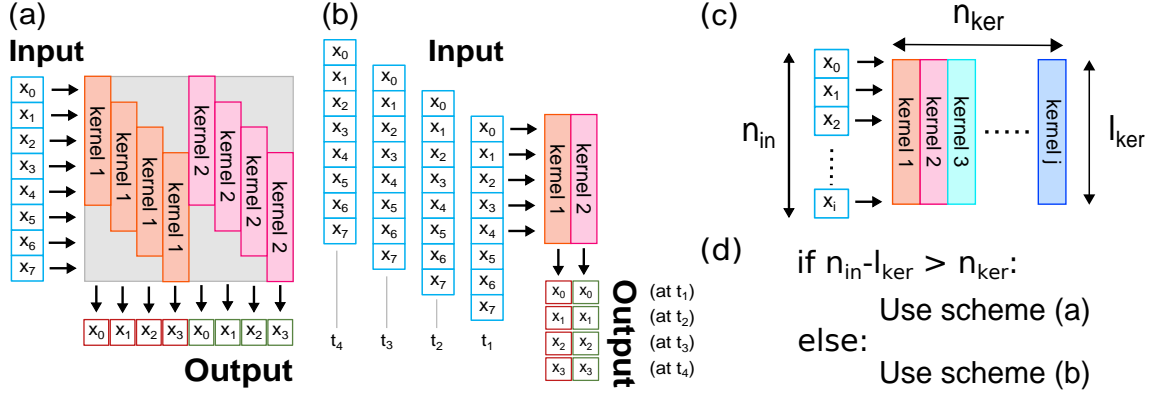 (a)
Input
x0
x1
x2
x3
x4
x5
x6
x7
kernel 1
kernel 1
kernel 1
kernel 1
kernel 2
kernel 2
kernel 2
kernel 2
x0 x1 x2 x3 x0 x1 x2 x3
Output
(b)
Input
x0
x1
x2
x3
x4
x5
x6
x7
t4
x0
x1
x2
x3
x4
x5
x6
x7
t3
x0
x1
x2
x3
x4
x5
x6
x7
t2
x0
x1
x2
x3
x4
x5
x6
x7
t1
kernel 1
kernel 2
x0 x0 (at t1)
x1 x1 (at t2)
x2 x2 (at t3)
x3 x3 (at t4)
Output
(c)
nker
nin
x0
x1
x2
xi
kernel 1
kernel 2
kernel 3
kernel j
lker
(d)
if nin-lker > nker:
Use scheme (a)
else:
Use scheme (b)